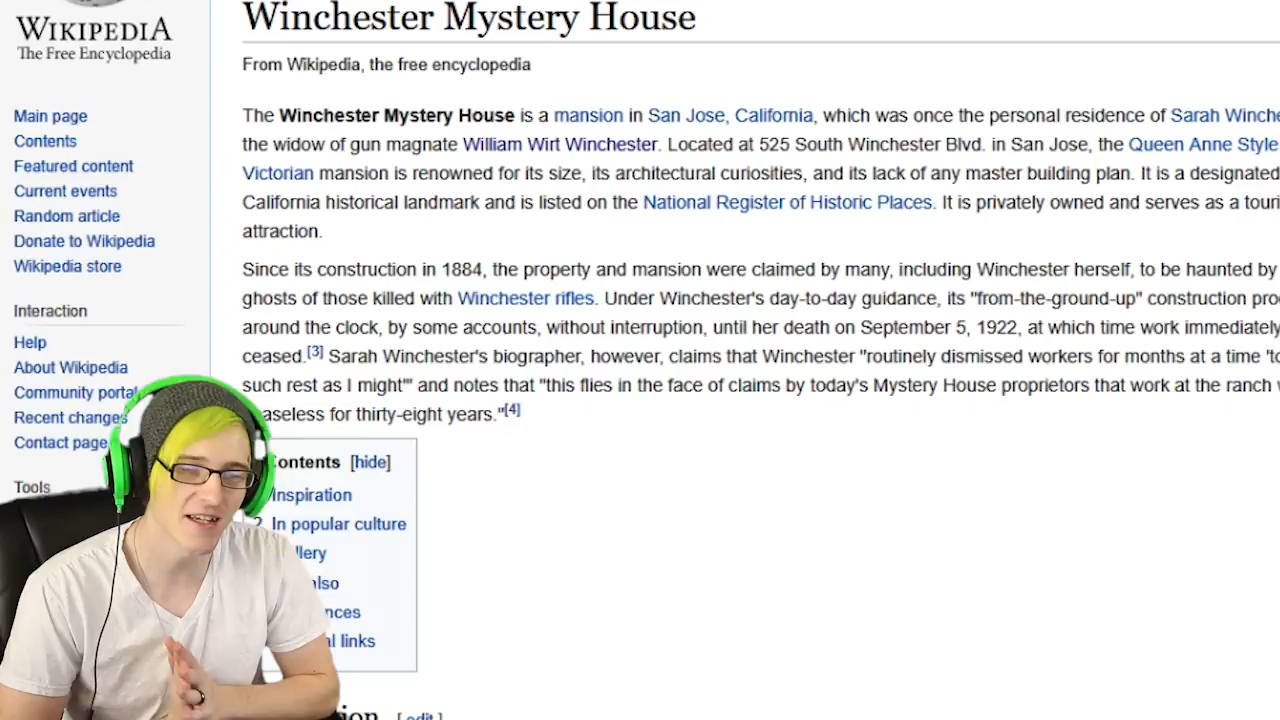 WIKIPEDIA
The Free Encyclopedia
Main page
Contents
Featured content
Current events
Random article
Donate to Wikipedia
Wikipedia store
Interaction
Help
About Wikipedia
Community portal
Recent changes
Contact page
Tools
Winchester Mystery House
From Wikipedia, the free encyclopedia
The Winchester Mystery House is a mansion in San Jose, California, which was once the personal residence of Sarah
the widow of gun magnate William Wirt Winchester. Located at 525 South Winchester Blvd. in San Jose, the Queen Anne Style
Victorian mansion is renowned for its size, its architectural curiosities, and its lack of any master building plan. It is a designated
California historical landmark and is listed on the National Register of Historic Places. It is privately owned and serves as a
attraction.
Since its construction in 1884, the property and mansion were claimed by many, including Winchester herself, to be haunted by
ghosts of those killed with Winchester rifles. Under Winchester's day-to-day guidance, its "from-the-ground-up" construction
around the clock, by some accounts, without interruption, until her death on September 5, 1922, at which time work immediately
ceased.[3] Sarah Winchester's biographer, however, claims that Winchester "routinely dismissed workers for months at a time
such rest as I might'" and notes that "this flies in the face of claims by today's Mystery House proprietors that work at the ranch
for thirty-eight years."[4]
Contents [hide]
Inspiration
2 In popular culture
also
links
[edit]